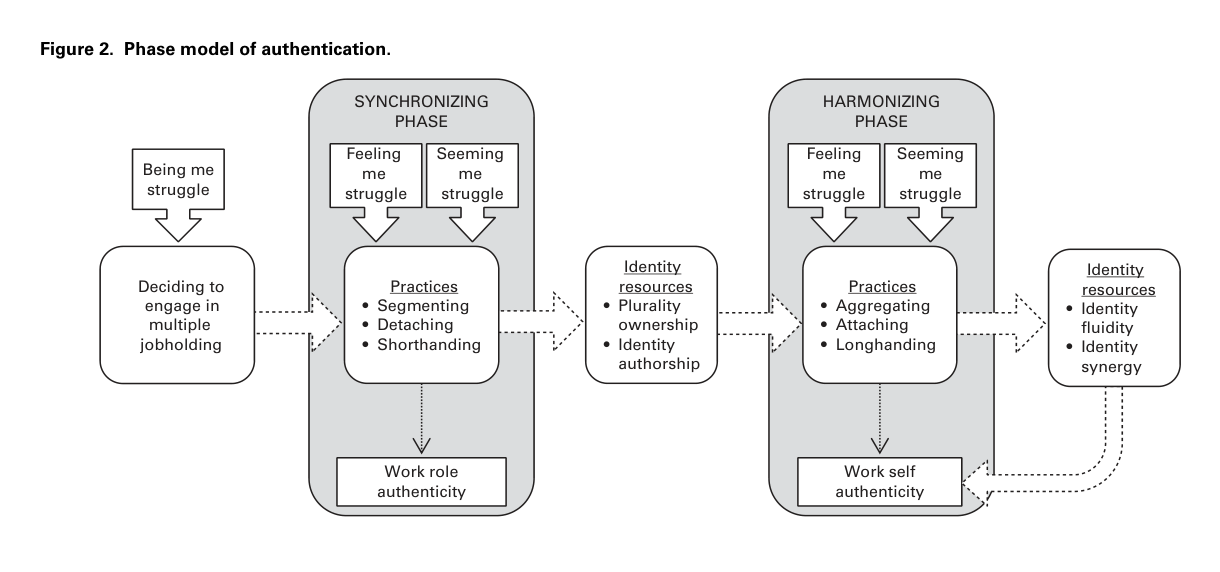 Figure 2. Phase model of authentication.
Being me
struggle
Deciding to
engage in
multiple
jobholding
SYNCHRONIZING
PHASE
Feeling
me
struggle
Seeming
me
struggle
Practices
• Segmenting
• Detaching
• Shorthanding
Work role
authenticity
Identity
resources
• Plurality
ownership
• Identity
authorship
HARMONIZING
PHASE
Feeling
me
struggle
Seeming
me
struggle
Practices
• Aggregating
• Attaching
• Longhanding
Work self
authenticity
Identity
resources
• Identity
fluidity
• Identity
synergy